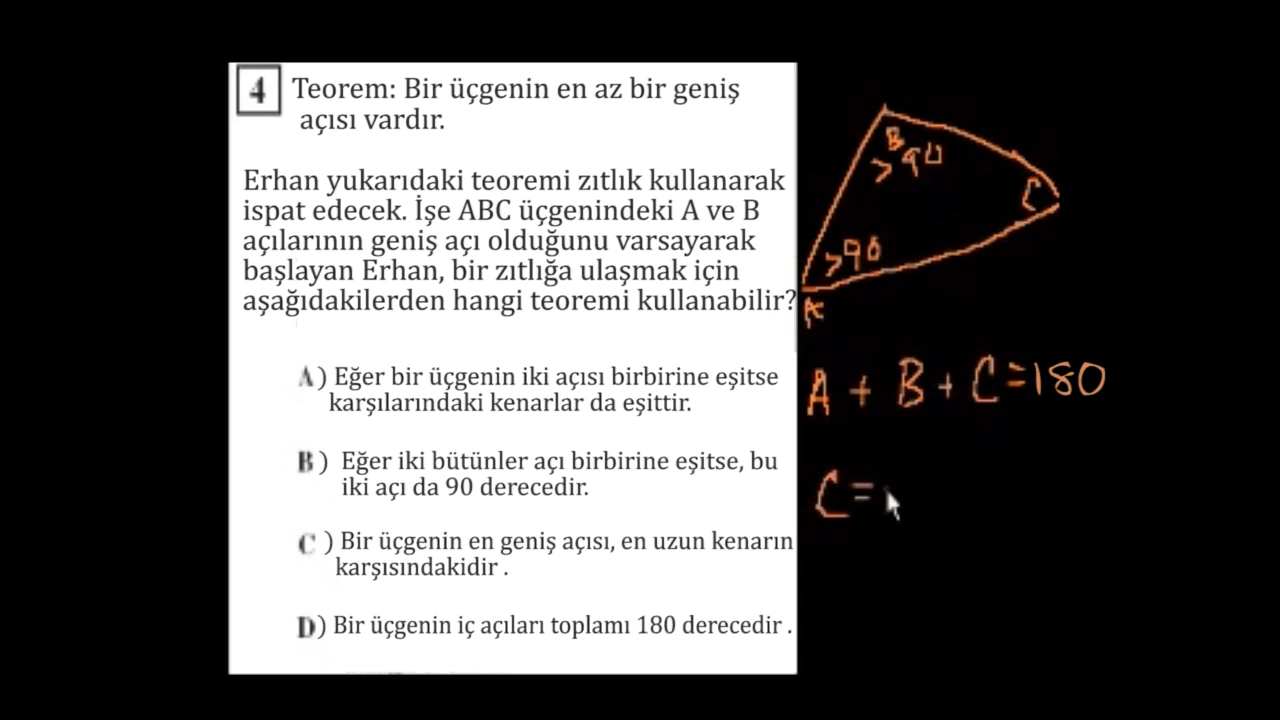 4 Teorem: Bir üçgenin en az bir geniş
açısı vardır.
Erhan yukarıdaki teoremi zıtlık kullanarak
ispat edecek. İşe ABC üçgenindeki A ve B
açılarının geniş açı olduğunu varsayarak
başlayan Erhan, bir zıtlığa ulaşmak için
aşağıdakilerden hangi teoremi kullanabilir?
A) Eğer bir üçgenin iki açısı birbirine eşitse
karşılarındaki kenarlar da eşittir.
B) Eğer iki bütünler açı birbirine eşitse, bu
iki açı da 90 derecedir.
C) Bir üçgenin en geniş açısı, en uzun kenarın
karşısındakidir .
D) Bir üçgenin iç açıları toplamı 180 derecedir .
B
>90
C
>90
A
A + B + C = 180
C =